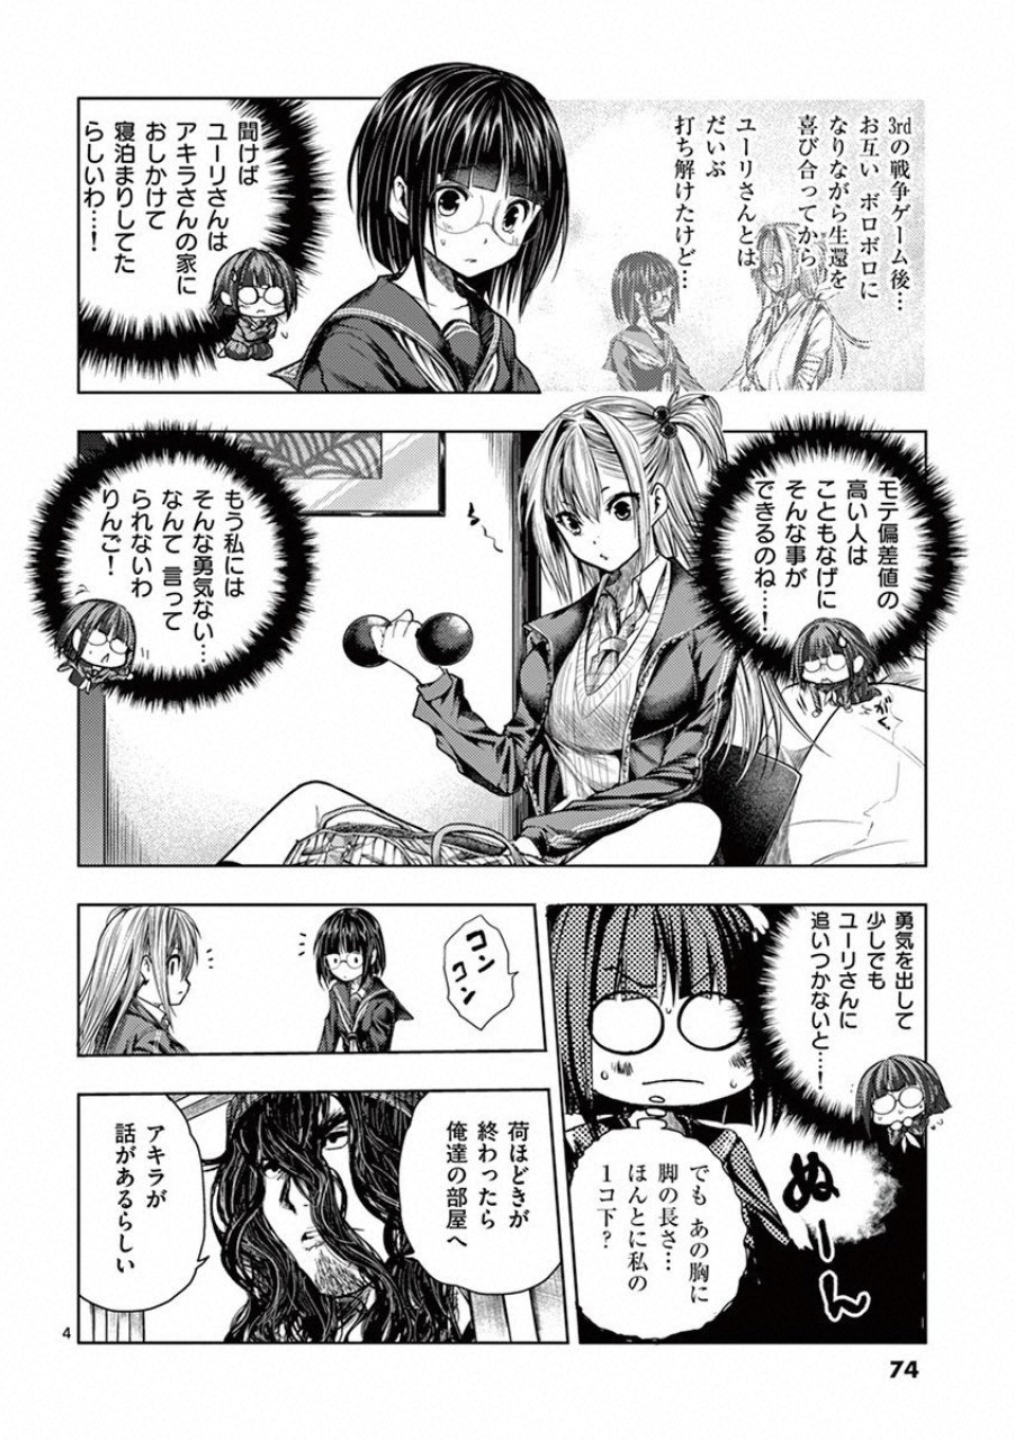 3rdの戦争ゲーム後…
お互い ボロボロに
なりながら生還を
喜び合ってから
ユーリさんとは
だいぶ
打ち解けたけど…
聞けば
ユーリさんは
アキラさんの家に
おしかけて
寝泊まりしてた
らしいわ…!
モテ偏差値の
高い人は
こともなげに
そんな事が
できるのね…!
もう私には
そんな勇気ない…
なんて 言って
られないわ
りんご!
勇気を出して
少しでも
ユーリさんに
追いつかないと…!
でも あの胸に
脚の長さ…
ほんとに私の
1コ下?
ぬーん
コン
コン
荷ほどきが
終わったら
俺達の部屋へ
アキラが
話があるらしい
4
74